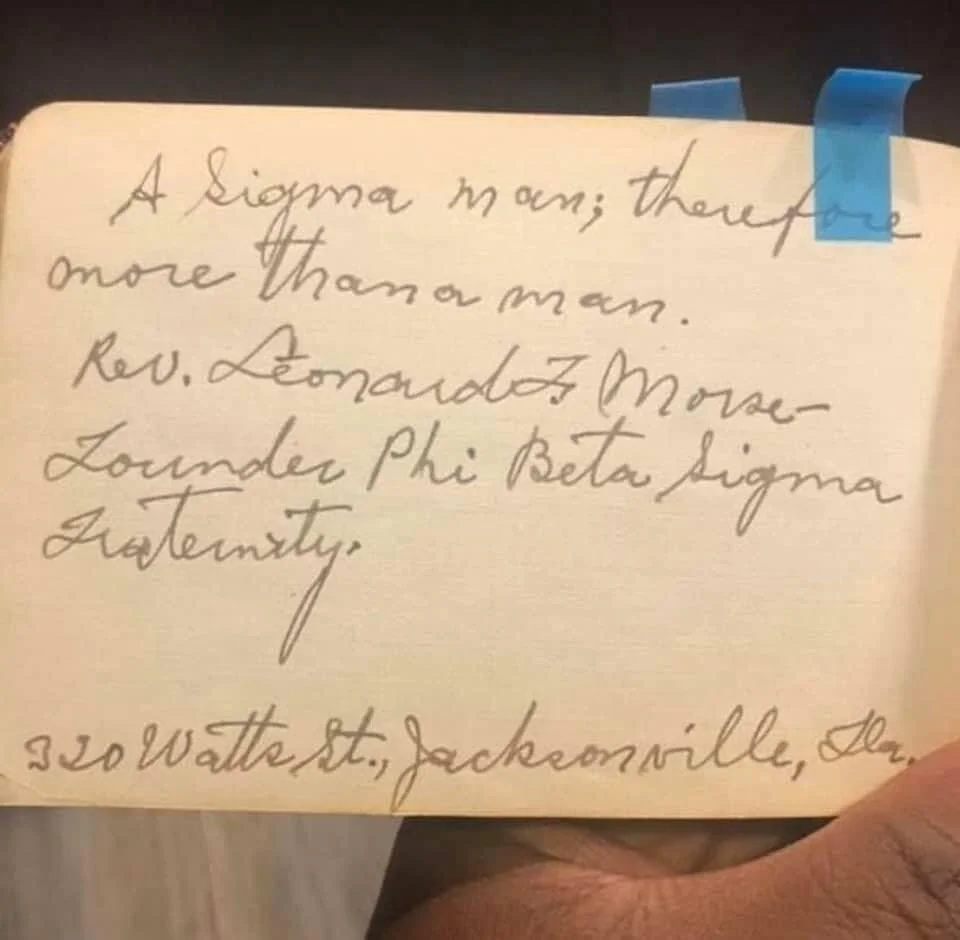 A Sigma man; therefore
more than a man.
Rev. Leonard F. Morse–
Founder Phi Beta Sigma
Fraternity.
320 Watts St., Jacksonville, Fla.